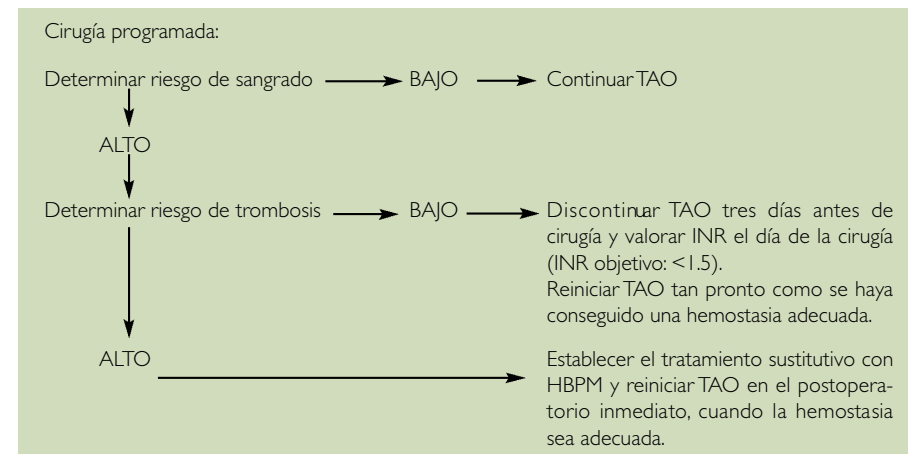 Cirugía programada:
Determinar riesgo de sangrado BAJO Continuar TAO
ALTO
Determinar riesgo de trombosis BAJO Discontinuar TAO tres días antes de
cirugía y valorar INR el día de la cirugía
(INR objetivo: <1.5).
Reiniciar TAO tan pronto como se haya
conseguido una hemostasia adecuada.
ALTO Establecer el tratamiento sustitutivo con
HBPM y reiniciar TAO en el postopera-
torio inmediato, cuando la hemostasia
sea adecuada.